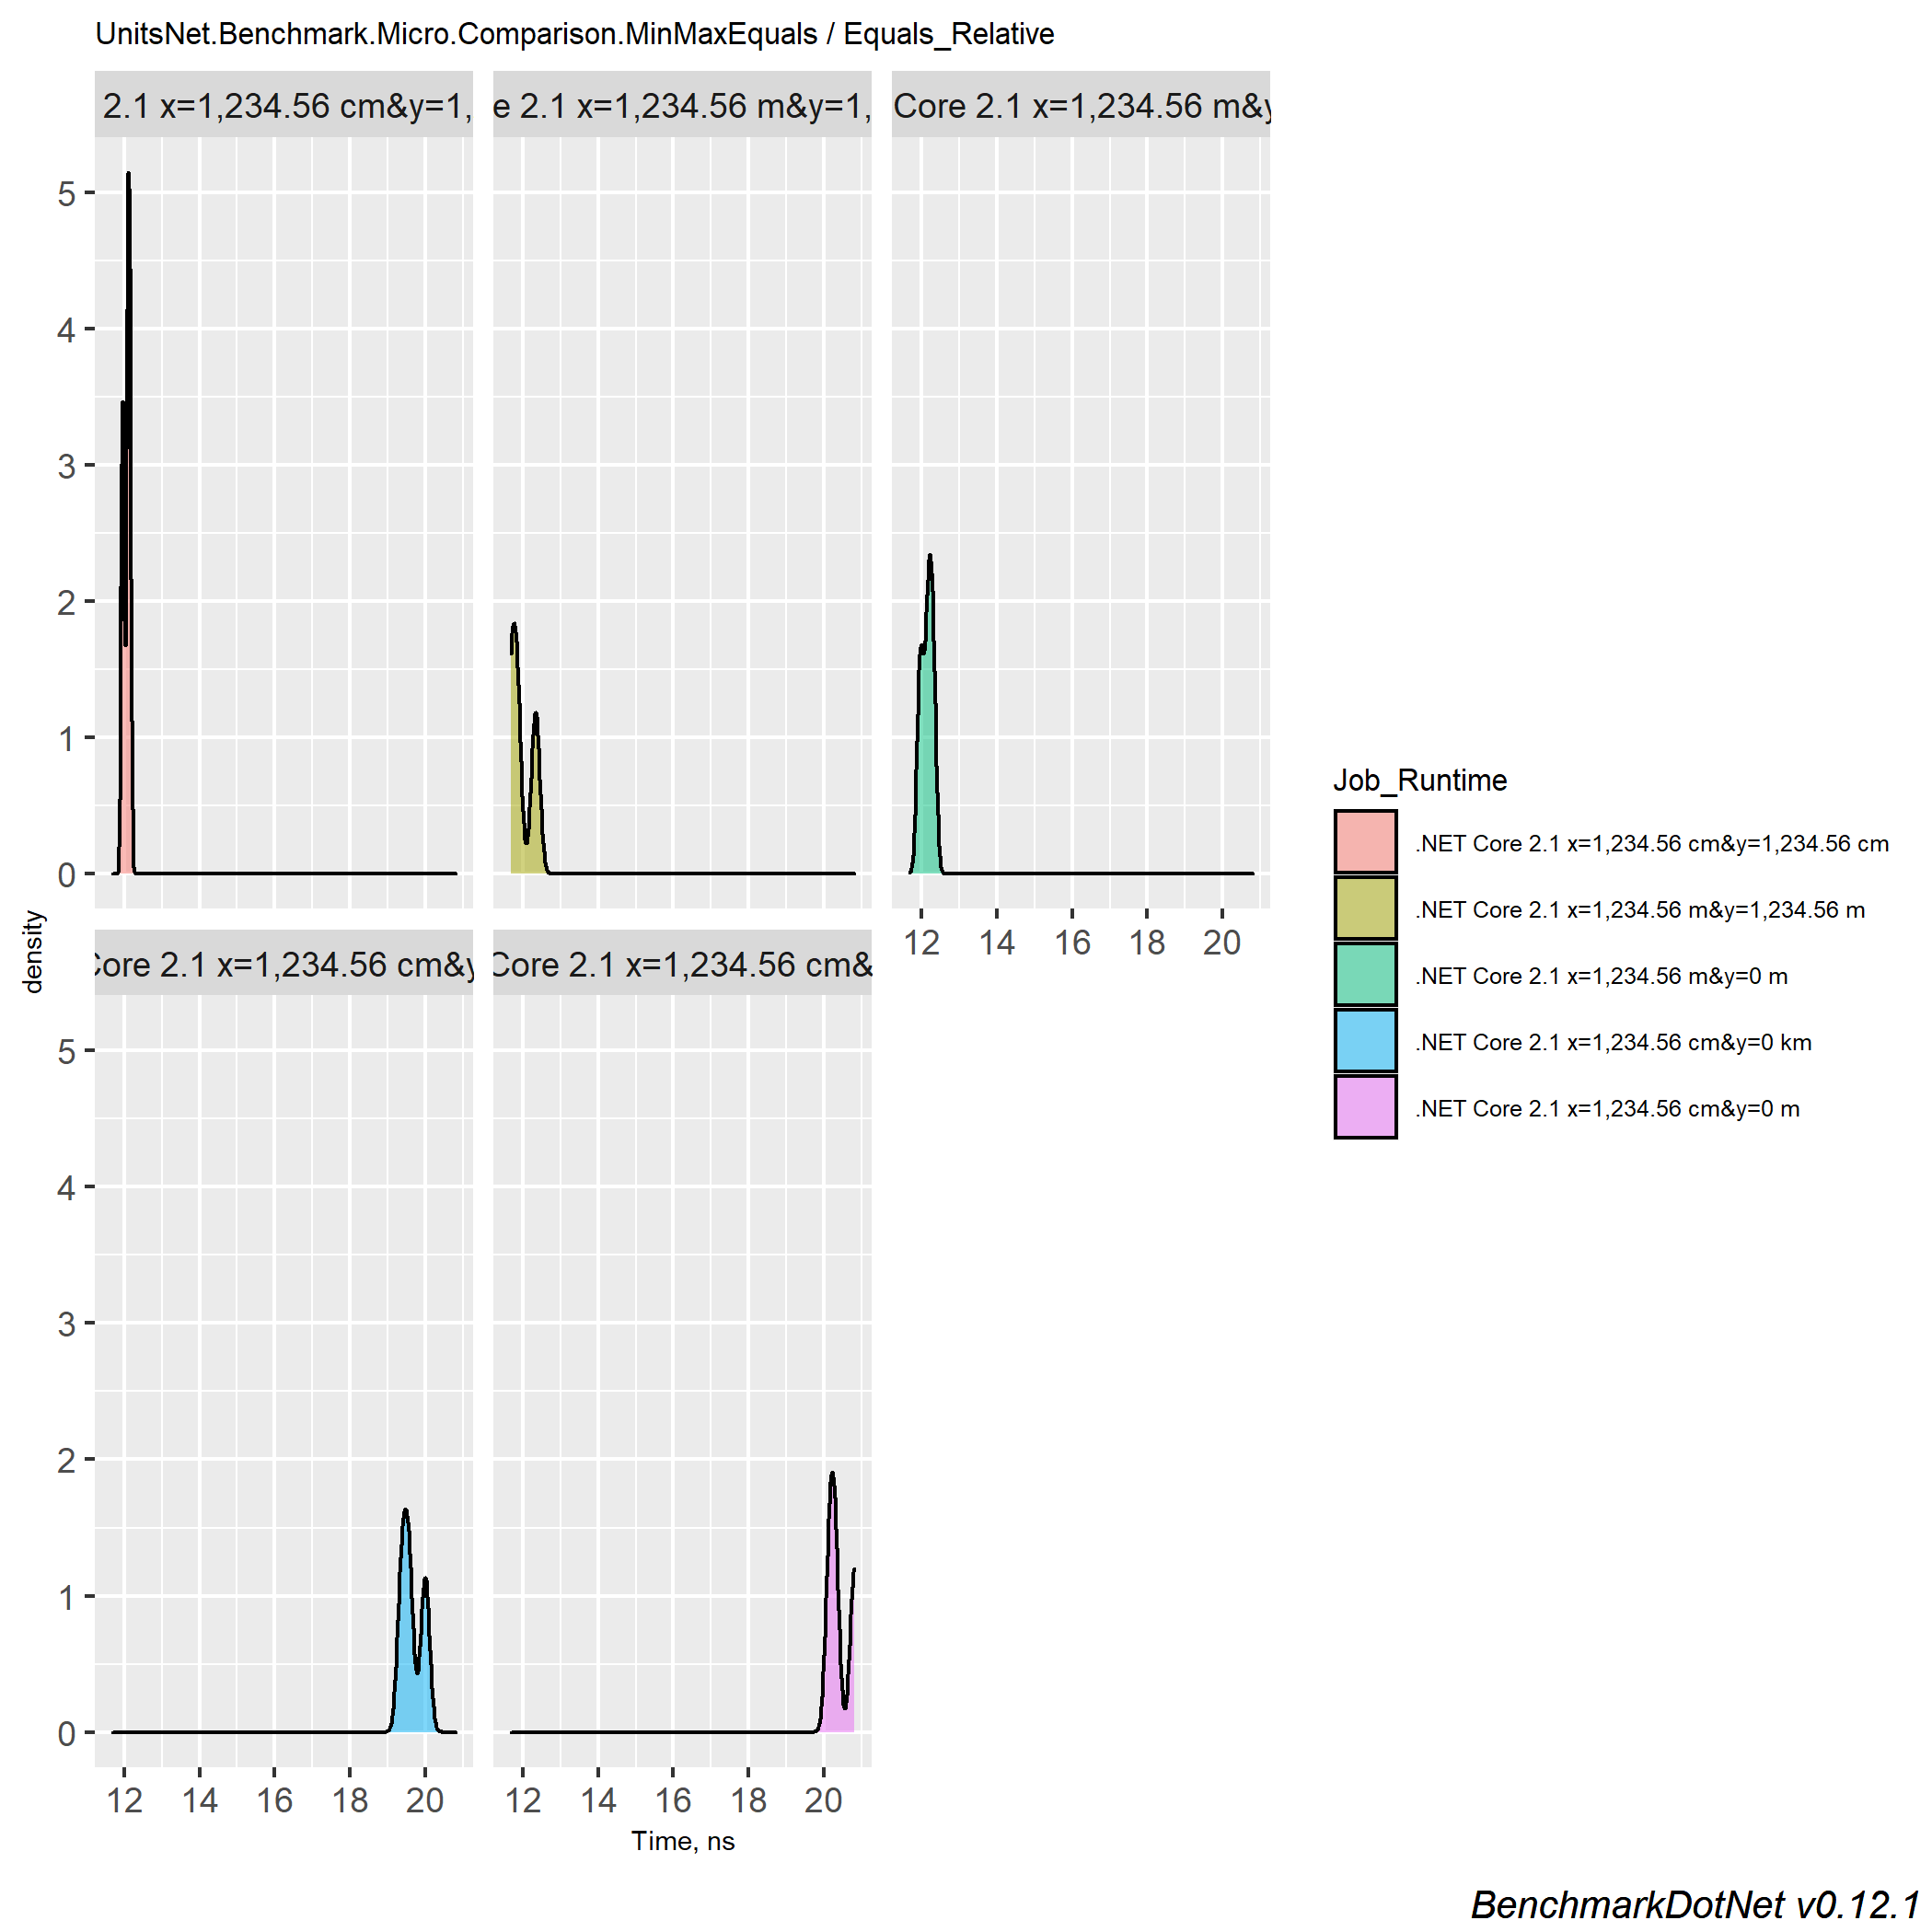 UnitsNet.Benchmark.Micro.Comparison.MinMaxEquals / Equals_Relative
2.1 x=1,234.56 cm&y=1,
e 2.1 x=1,234.56 m&y=1,
Core 2.1 x=1,234.56 m&y
5
4
3
2
1
0
12 14 16 18 20
density
Core 2.1 x=1,234.56 cm&y
Core 2.1 x=1,234.56 cm&
5
4
3
2
1
0
12 14 16 18 20
12 14 16 18 20
Time, ns
Job_Runtime
.NET Core 2.1 x=1,234.56 cm&y=1,234.56 cm
.NET Core 2.1 x=1,234.56 m&y=1,234.56 m
.NET Core 2.1 x=1,234.56 m&y=0 m
.NET Core 2.1 x=1,234.56 cm&y=0 km
.NET Core 2.1 x=1,234.56 cm&y=0 m
BenchmarkDotNet v0.12.1